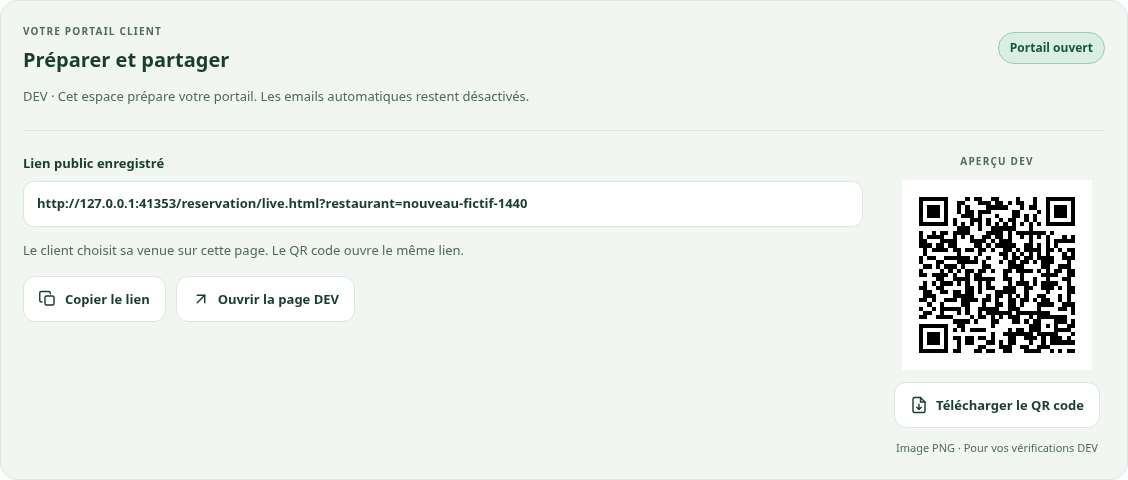 VOTRE PORTAIL CLIENT
Préparer et partager
Portail ouvert
DEV · Cet espace prépare votre portail. Les emails automatiques restent désactivés.
Lien public enregistré
http://127.0.0.1:41353/reservation/live.html?restaurant=nouveau-fictif-1440
Le client choisit sa venue sur cette page. Le QR code ouvre le même lien.
Copier le lien
Ouvrir la page DEV
APERÇU DEV
Télécharger le QR code
Image PNG · Pour vos vérifications DEV